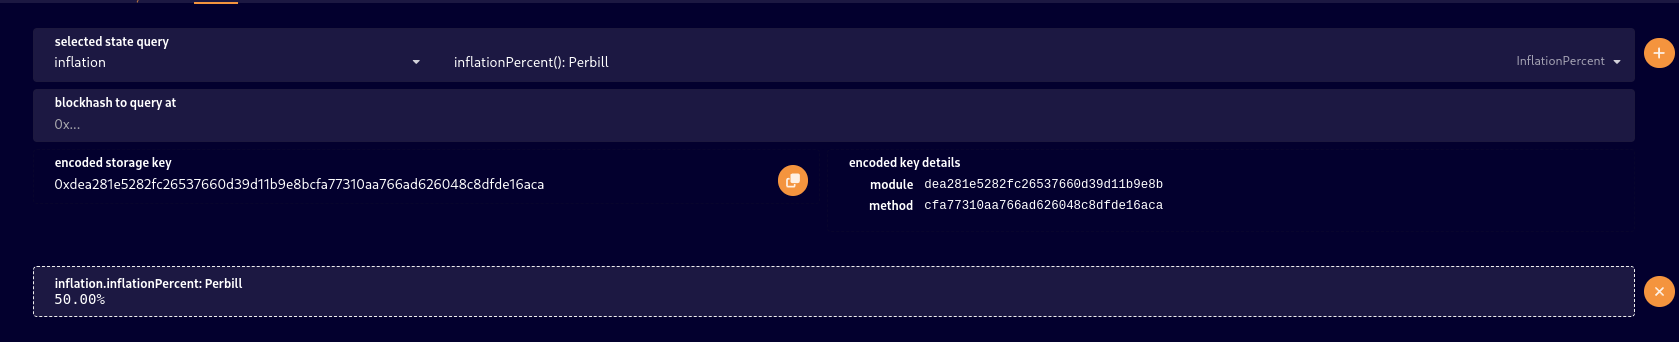 selected state query
inflation
inflationPercent(): Perbill
InflationPercent
blockhash to query at
0x...
encoded storage key
0xdea281e5282fc26537660d39d11b9e8bcfa77310aa766ad626048c8dfde16aca
encoded key details
module dea281e5282fc26537660d39d11b9e8b
method cfa77310aa766ad626048c8dfde16aca
inflation.inflationPercent: Perbill
50.00%